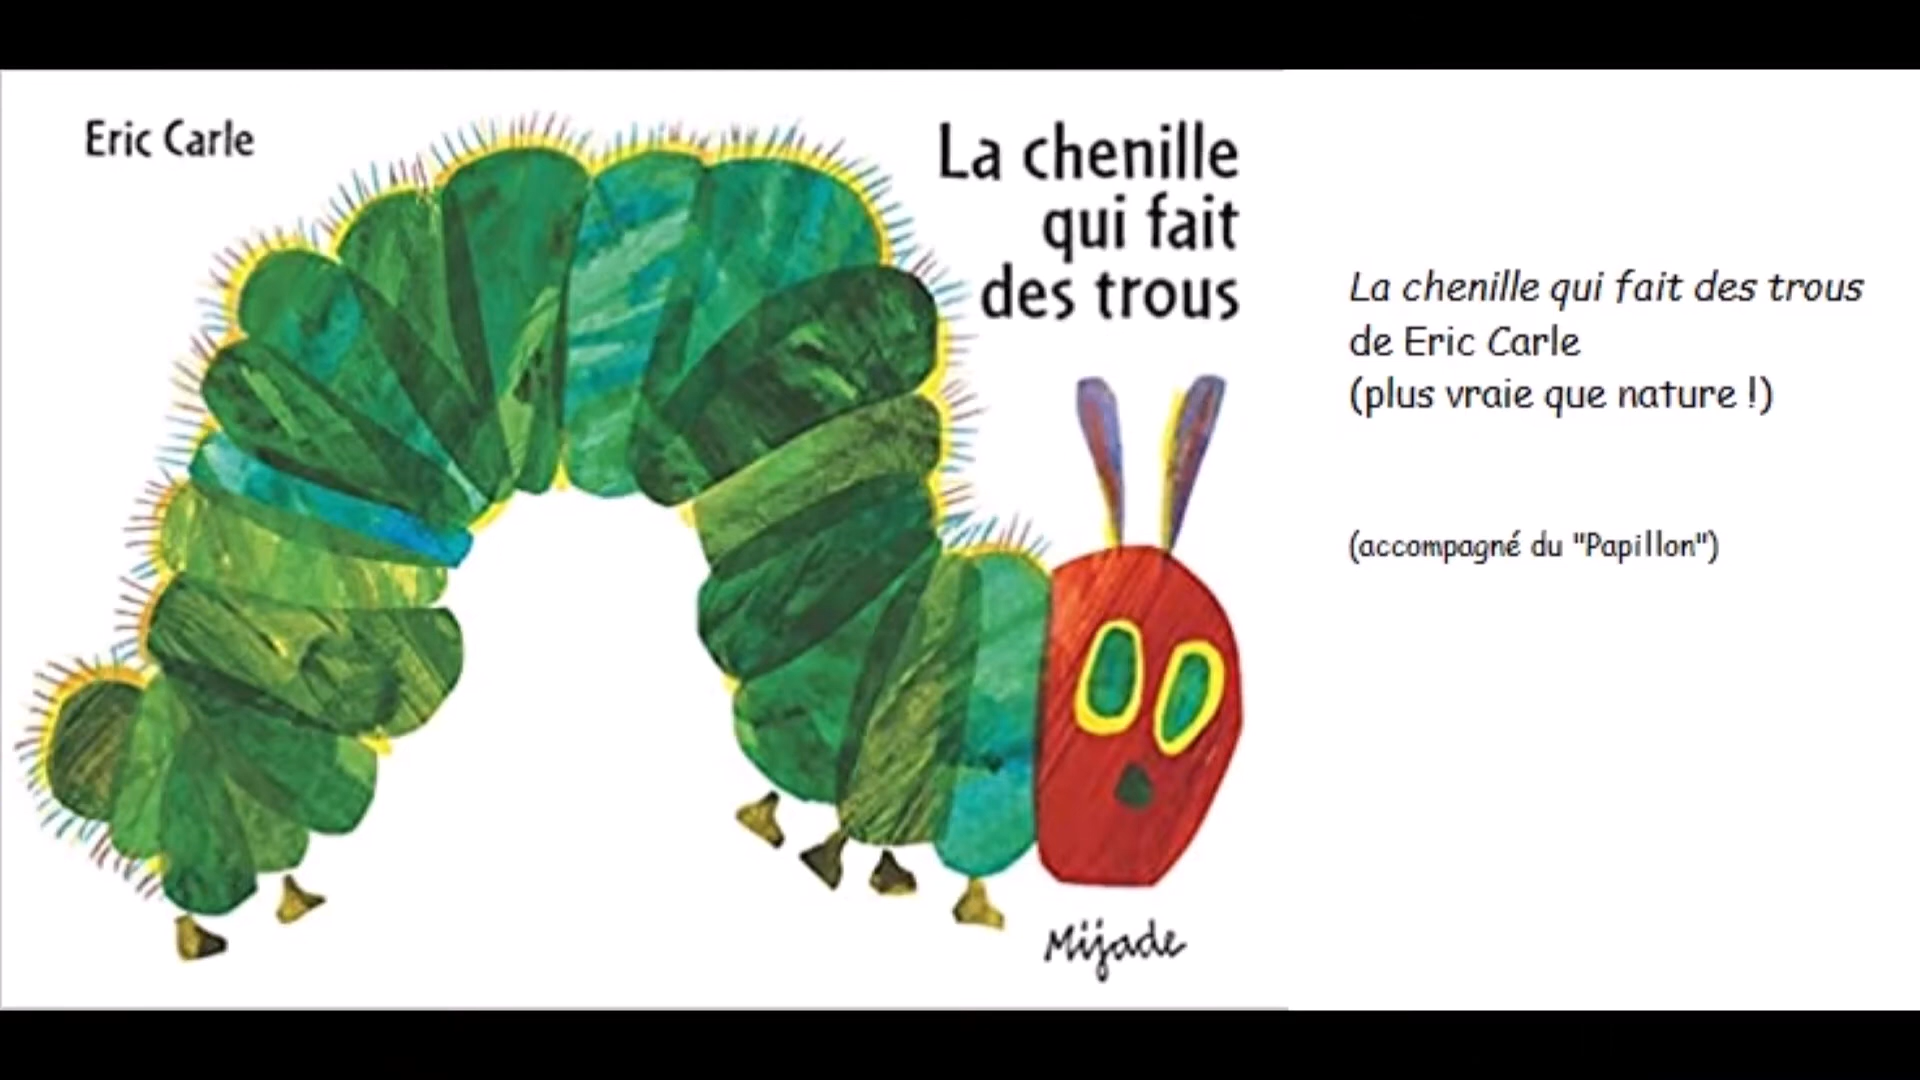 Eric Carle
La chenille
qui fait
des trous
Mijade
La chenille qui fait des trous
de Eric Carle
(plus vraie que nature !)
(accompagné du "Papillon")